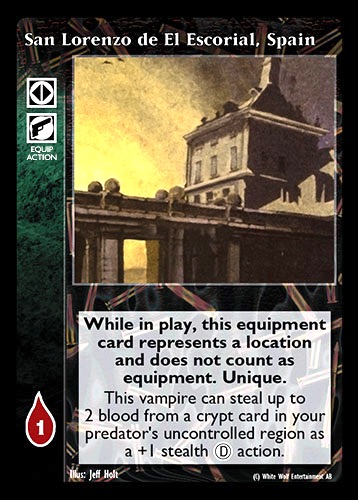 San Lorenzo de El Escorial, Spain
EQUIP
ACTION
While in play, this equipment
card represents a location
and does not count as
equipment. Unique.
This vampire can steal up to
2 blood from a crypt card in your
predator's uncontrolled region as
a +1 stealth Ⓓ action.
1
Illus: Jeff Holt
(C) White Wolf Entertainment AB